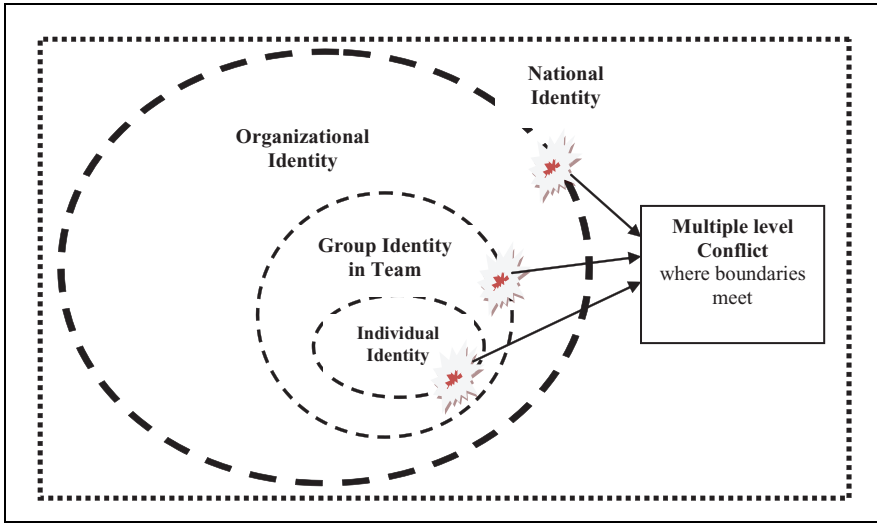 National
Identity
Organizational
Identity
Group Identity
in Team
Individual
Identity
Multiple level
Conflict
where boundaries
meet